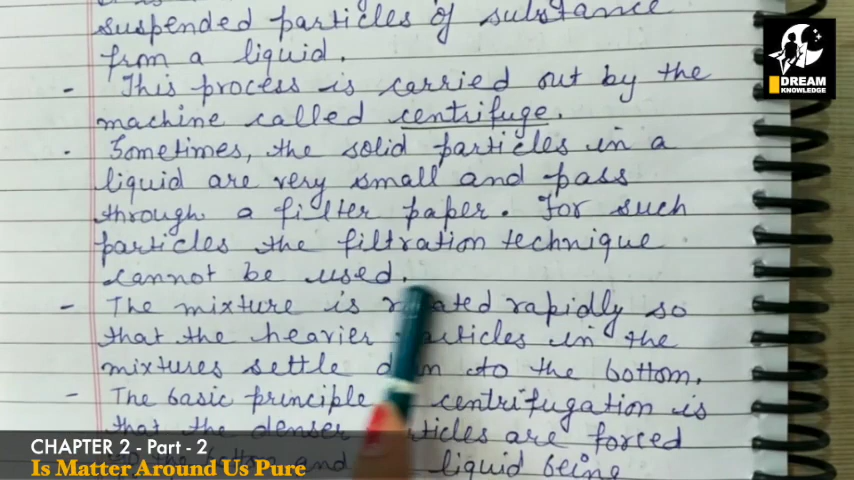 suspended particles of substance
from a liquid.
- This process is carried out by the
machine called centrifuge.
- Sometimes, the solid particles in a
liquid are very small and pass
through a filter paper. For such
particles the filtration technique
cannot be used.
- The mixture is rapidly so
that the heavier in the
mixtures settle to the bottom.
- The basic principle centrifugation is
that the denser are forced
bottom and liquid being
DREAM
KNOWLEDGE
CHAPTER 2 - Part - 2
Is Matter Around Us Pure